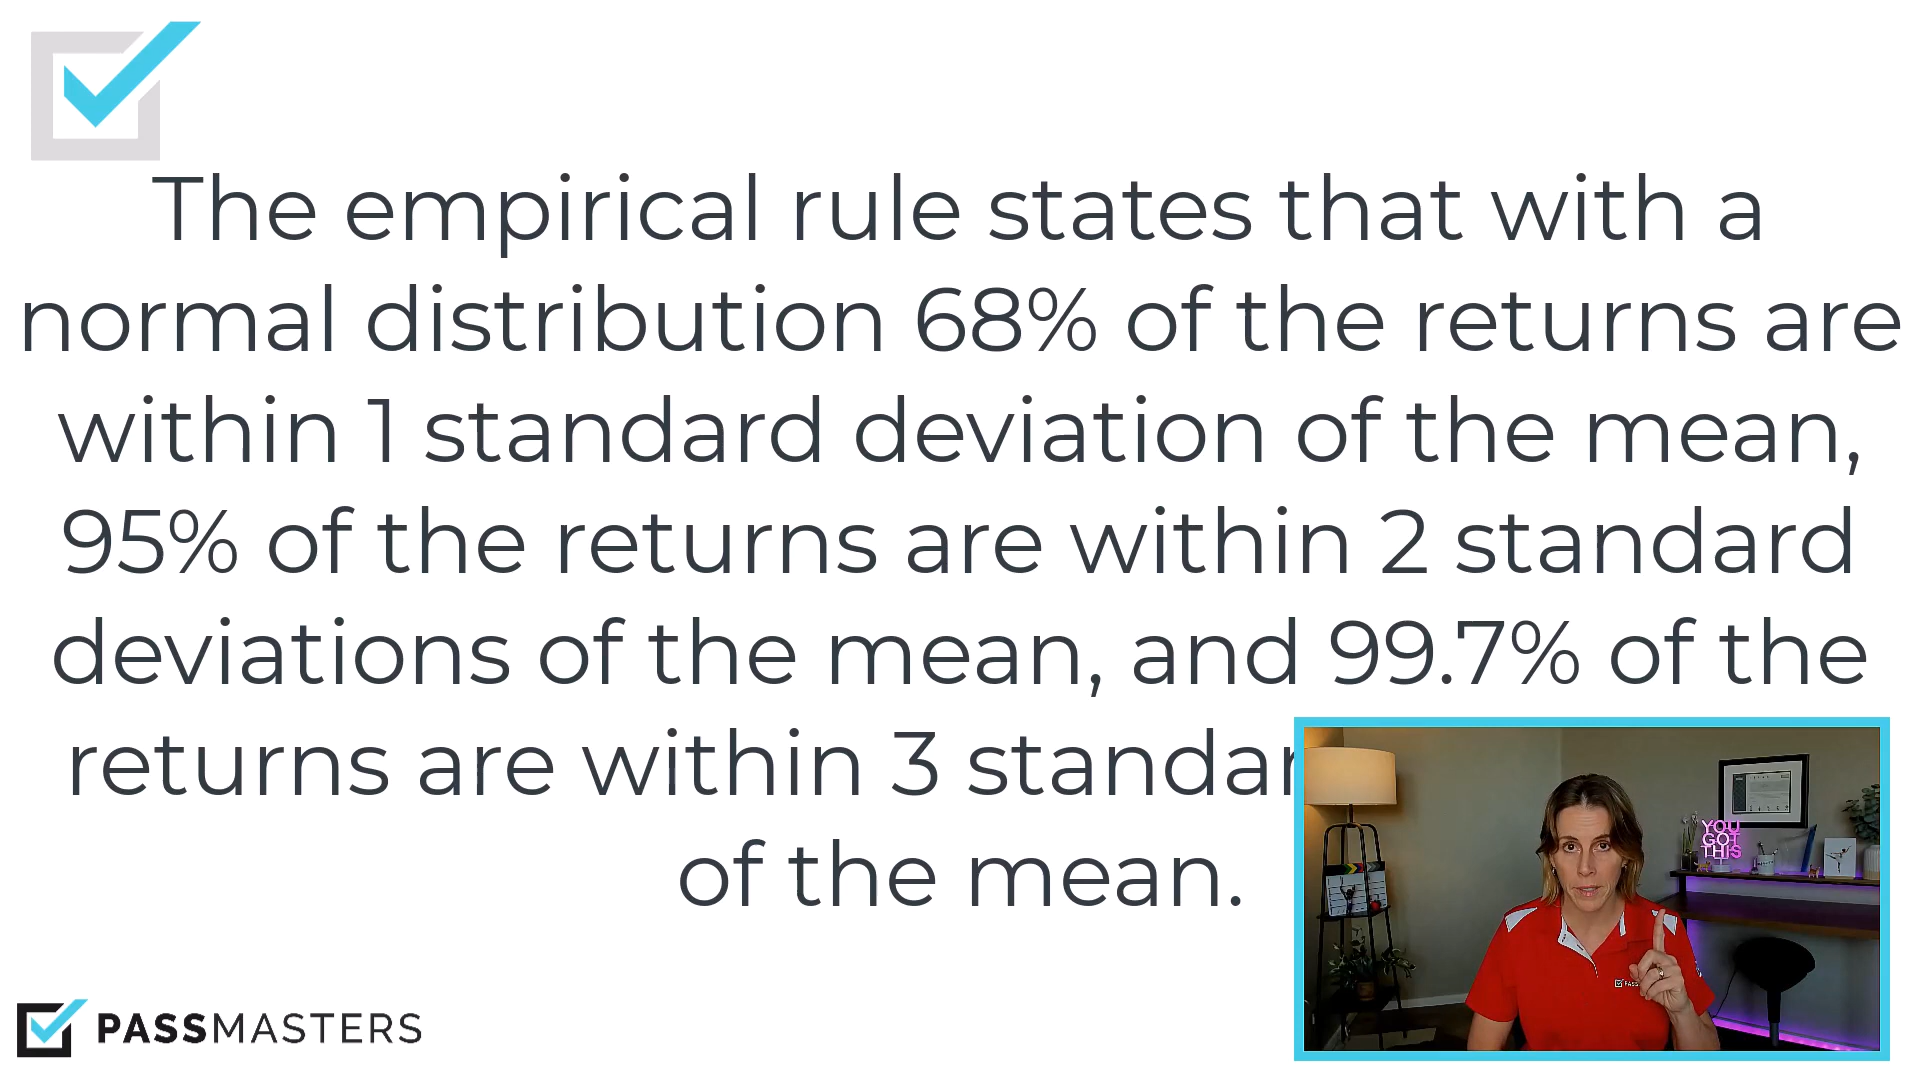 The empirical rule states that with a
normal distribution 68% of the returns are
within 1 standard deviation of the mean,
95% of the returns are within 2 standard
deviations of the mean, and 99.7% of the
returns are within 3
of the mean.
YOU
GOT
THIS
PASSMASTERS